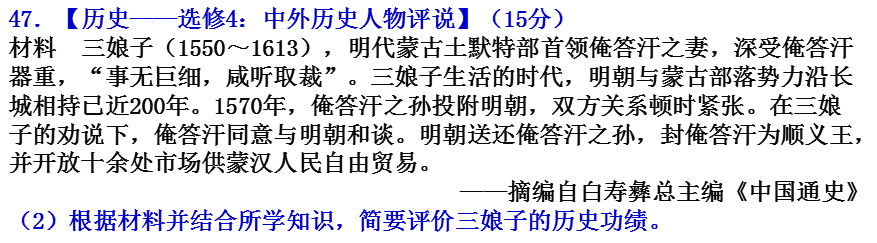 47．【历史——选修4：中外历史人物评说】（15分）
材料　三娘子（1550～1613），明代蒙古土默特部首领俺答汗之妻，深受俺答汗
器重，“事无巨细，咸听取裁”。三娘子生活的时代，明朝与蒙古部落势力沿长
城相持已近200年。1570年，俺答汗之孙投附明朝，双方关系顿时紧张。在三娘
子的劝说下，俺答汗同意与明朝和谈。明朝送还俺答汗之孙，封俺答汗为顺义王，
并开放十余处市场供蒙汉人民自由贸易。
——摘编自白寿彝总主编《中国通史》
（2）根据材料并结合所学知识，简要评价三娘子的历史功绩。